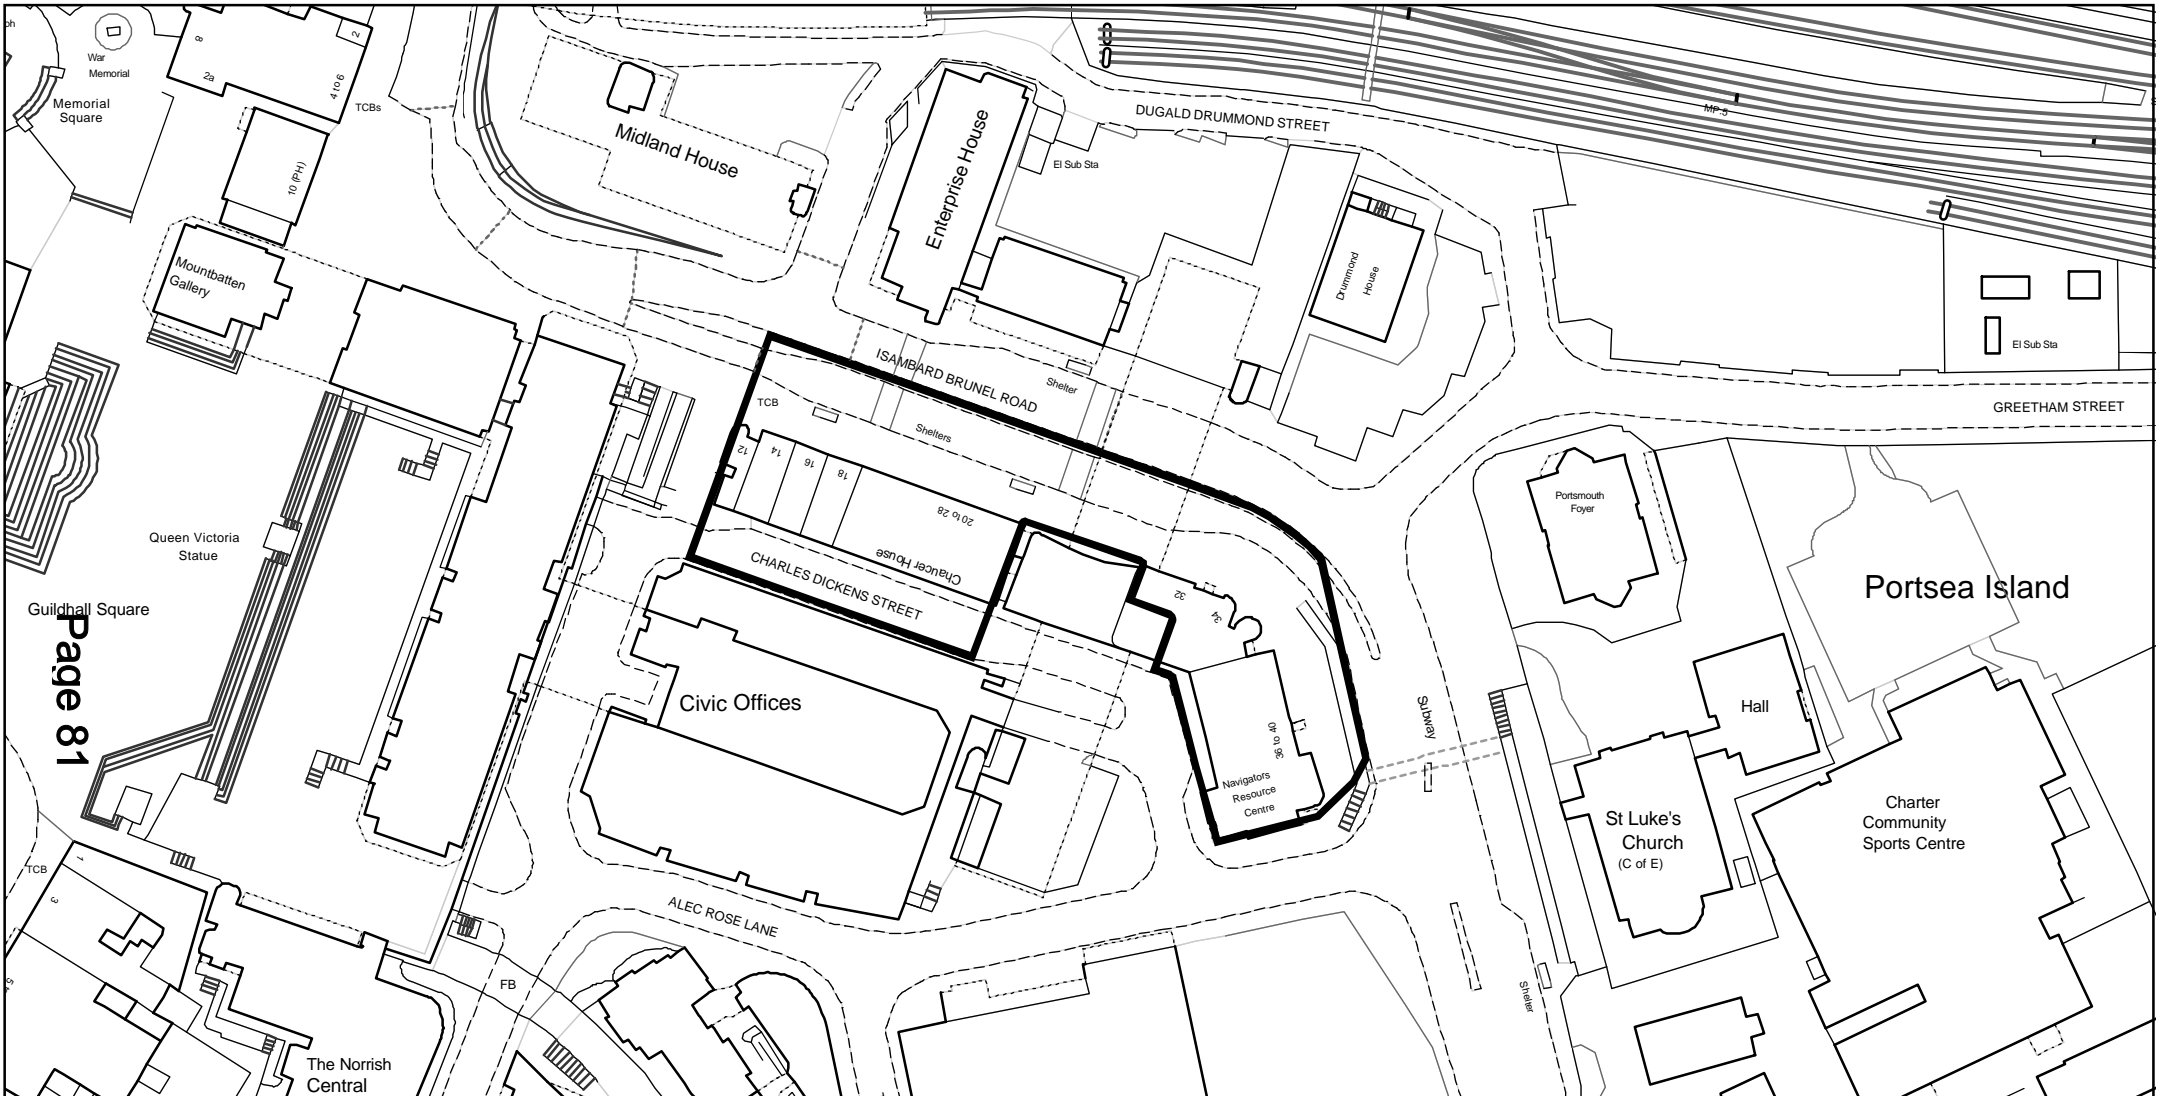 War
Memorial
Memorial
Square
8
2a
2
4 to 6
TCBs
10 (PH)
Mountbatten
Gallery
Midland House
Enterprise House
El Sub Sta
DUGALD DRUMMOND STREET
MP.5
Drummond
House
El Sub Sta
GREETHAM STREET
ISAMBARD BRUNEL ROAD
Shelter
TCB
Shelters
12
14
16
18
20 to 28
Chaucer House
CHARLES DICKENS STREET
32
34
36 to 40
Navigators
Resource
Centre
Queen Victoria
Statue
Guildhall Square
Page 81
Civic Offices
Subway
Portsmouth
Foyer
Portsea Island
Hall
St Luke's
Church
(C of E)
Charter
Community
Sports Centre
TCB
1
3
ALEC ROSE LANE
FB
Shelter
The Norrish
Central